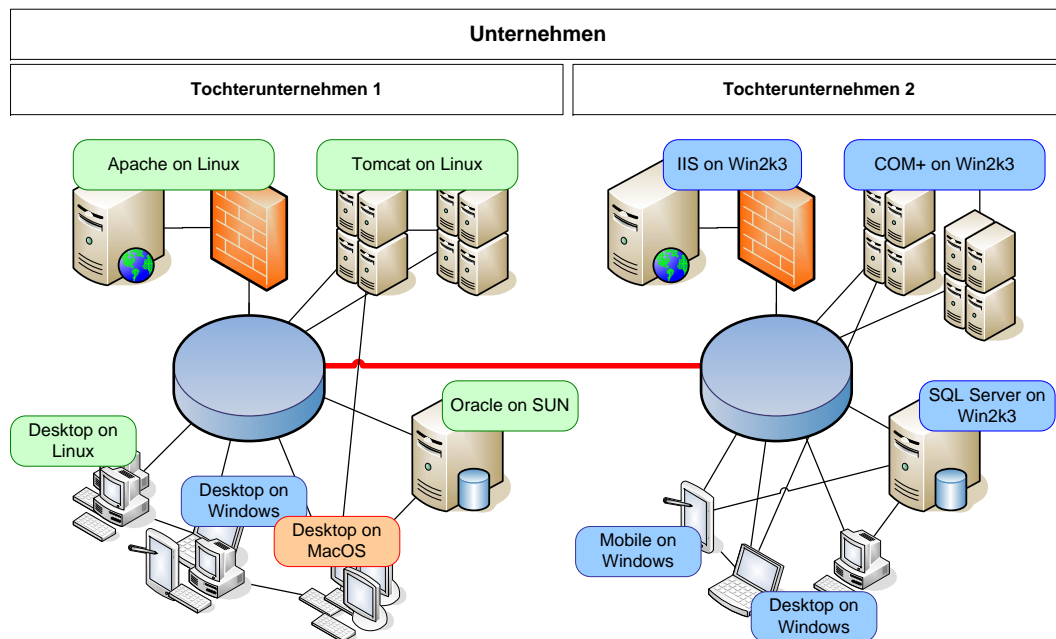 Unternehmen
Tochterunternehmen 1
Tochterunternehmen 2
Apache on Linux
Tomcat on Linux
IIS on Win2k3
COM+ on Win2k3
Oracle on SUN
SQL Server on
Win2k3
Desktop on
Linux
Desktop on
Windows
Desktop on
MacOS
Mobile on
Windows
Desktop on
Windows